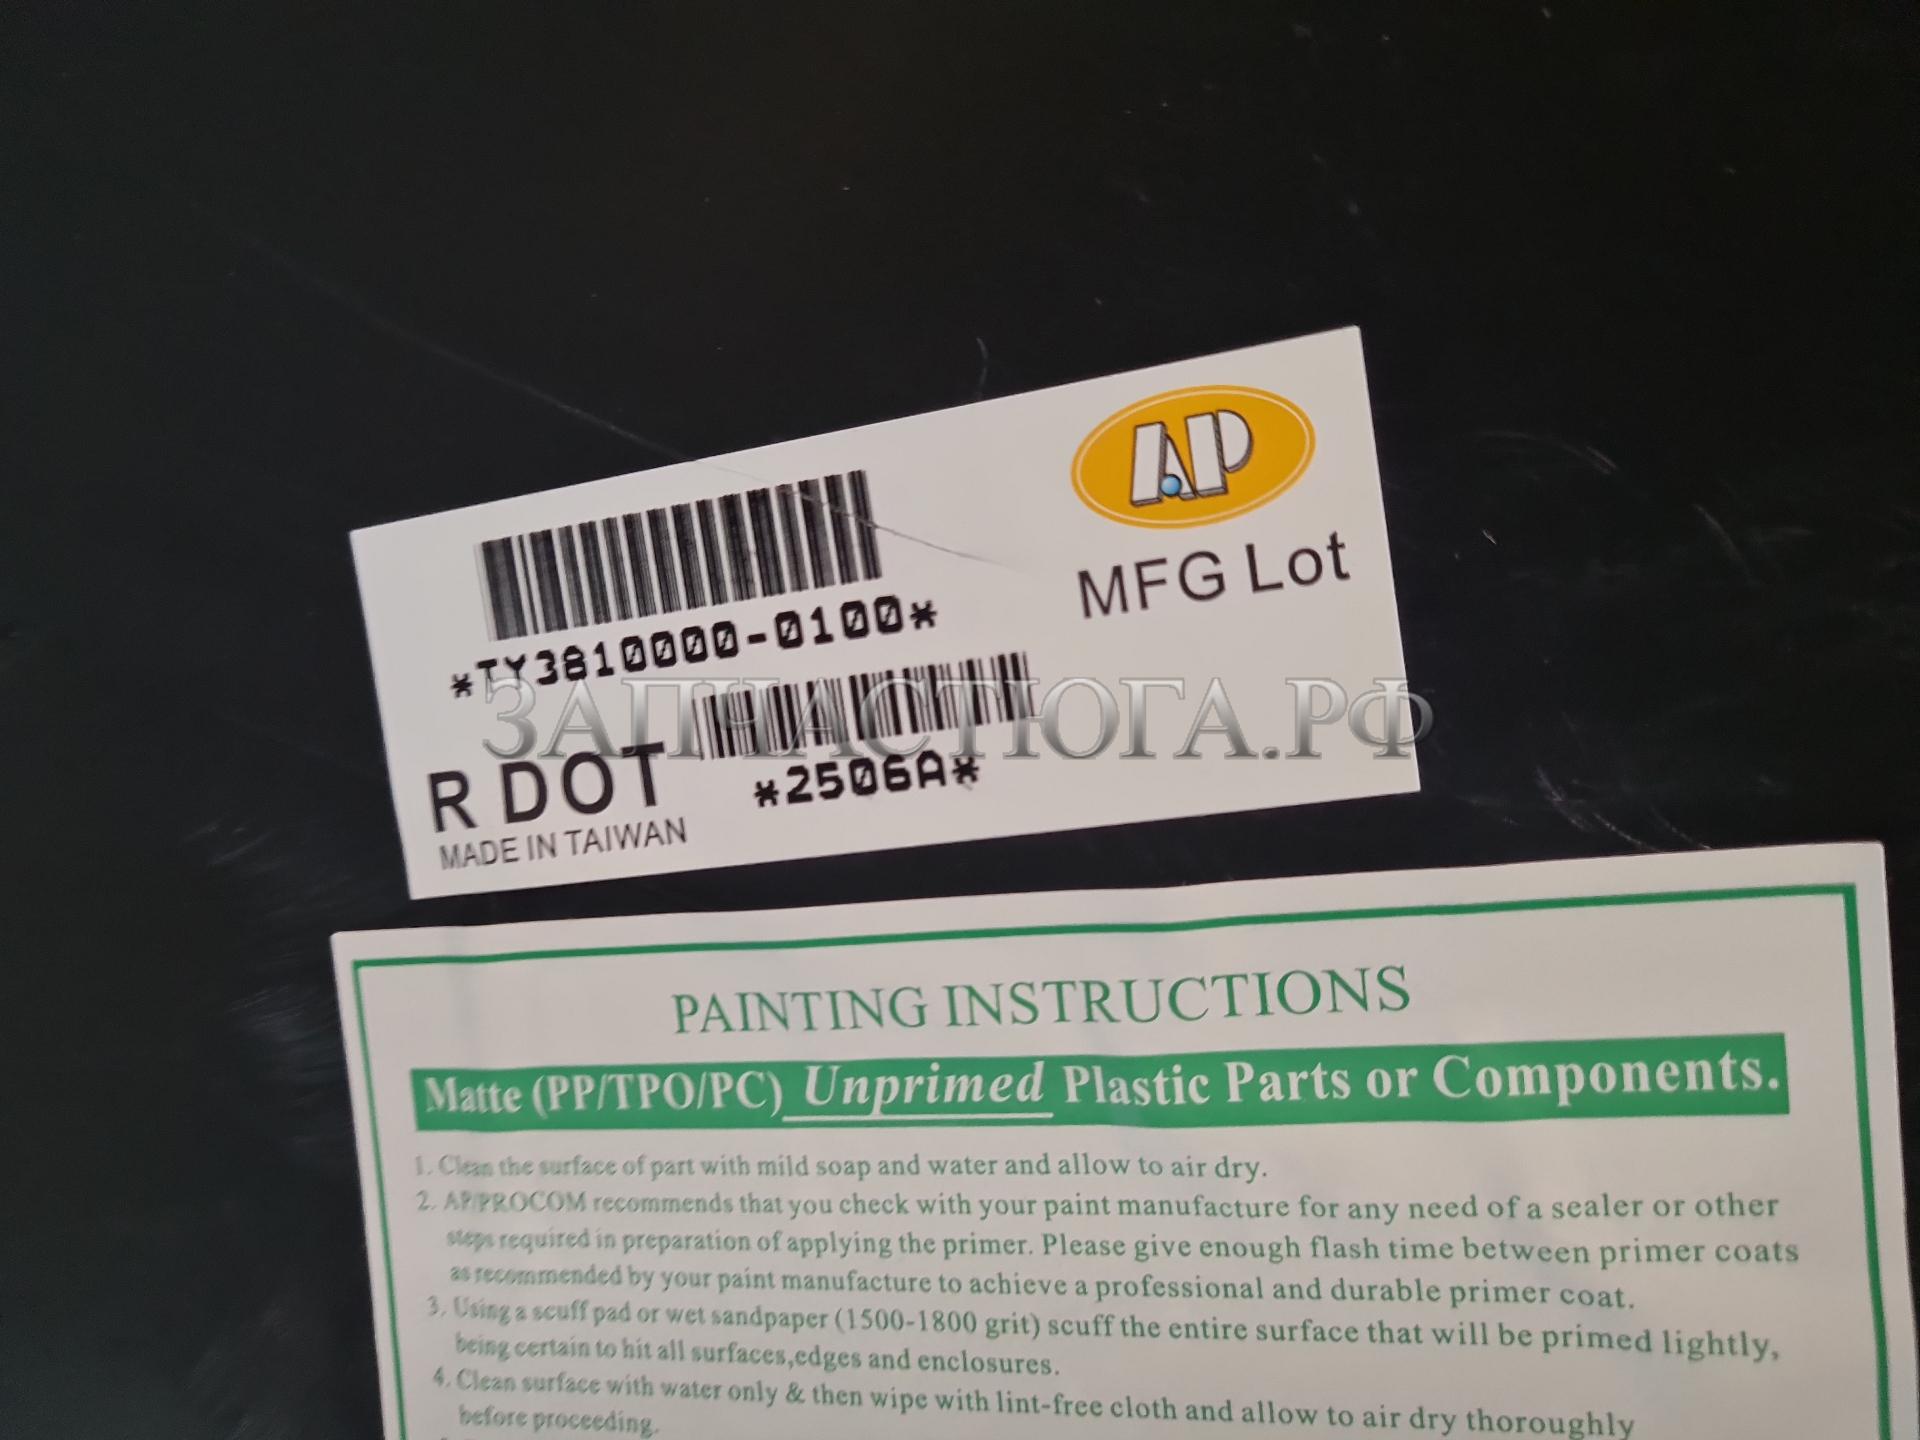 AP
MFG Lot
*TY3810000-0100*
ЗАПЧАСТЮГА.РФ
R DOT
*2506A*
MADE IN TAIWAN
PAINTING INSTRUCTIONS
Matte (PP/TPO/PC) Unprimed Plastic Parts or Components.
1. Clean the surface of part with mild soap and water and allow to air dry.
2. AP/PROCOM recommends that you check with your paint manufacture for any need of a sealer or other
steps required in preparation of applying the primer. Please give enough flash time between primer coats
as recommended by your paint manufacture to achieve a professional and durable primer coat.
3. Using a scuff pad or wet sandpaper (1500-1800 grit) scuff the entire surface that will be primed lightly,
being certain to hit all surfaces,edges and enclosures.
4. Clean surface with water only & then wipe with lint-free cloth and allow to air dry thoroughly
before proceeding.